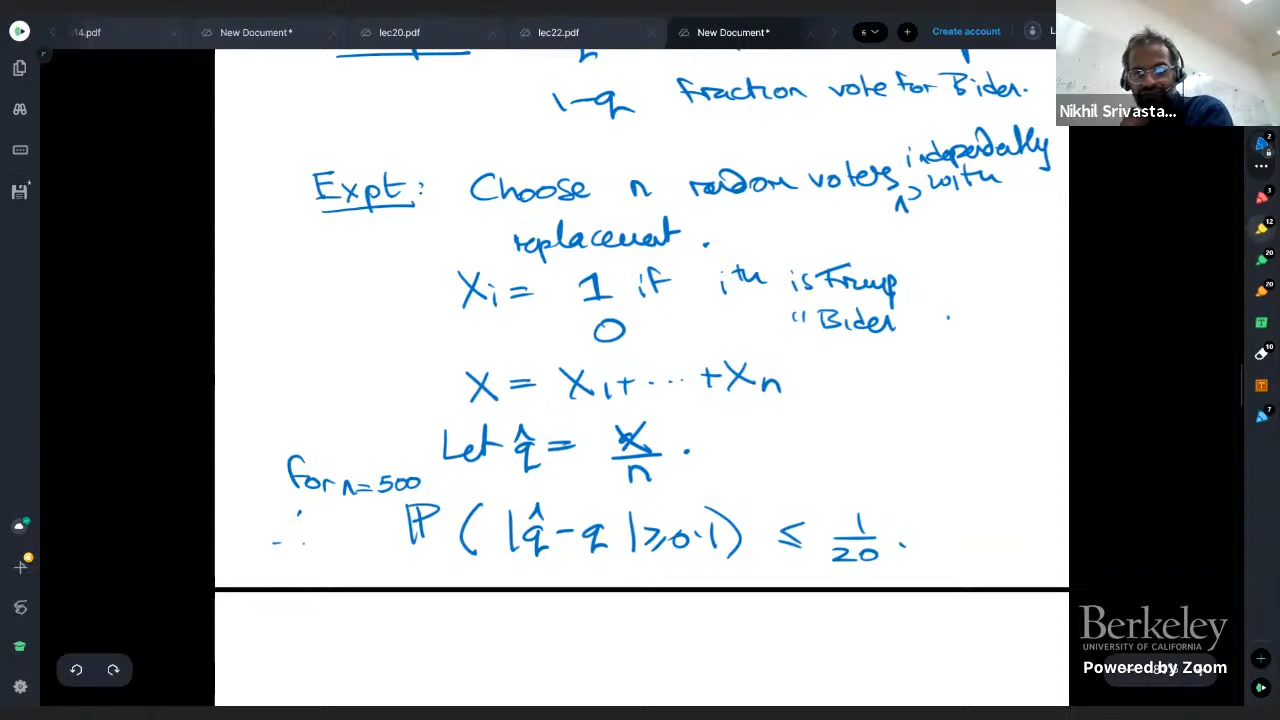 .14.pdf
New Document*
lec20.pdf
lec22.pdf
New Document*
6
Create account
1-q fraction vote for Biden.
Nikhil Srivasta...
Expt: Choose n random voters, independently with
replacement.
Xi = 1 if ith is Trump
0 " Biden
X = X1 + ... + Xn
Let q̂ = X/n.
for n = 500
∴ ℙ ( |q̂ - q| ≥ 0.1 ) ≤ 1/20.
Berkeley
UNIVERSITY OF CALIFORNIA
Powered by Zoom